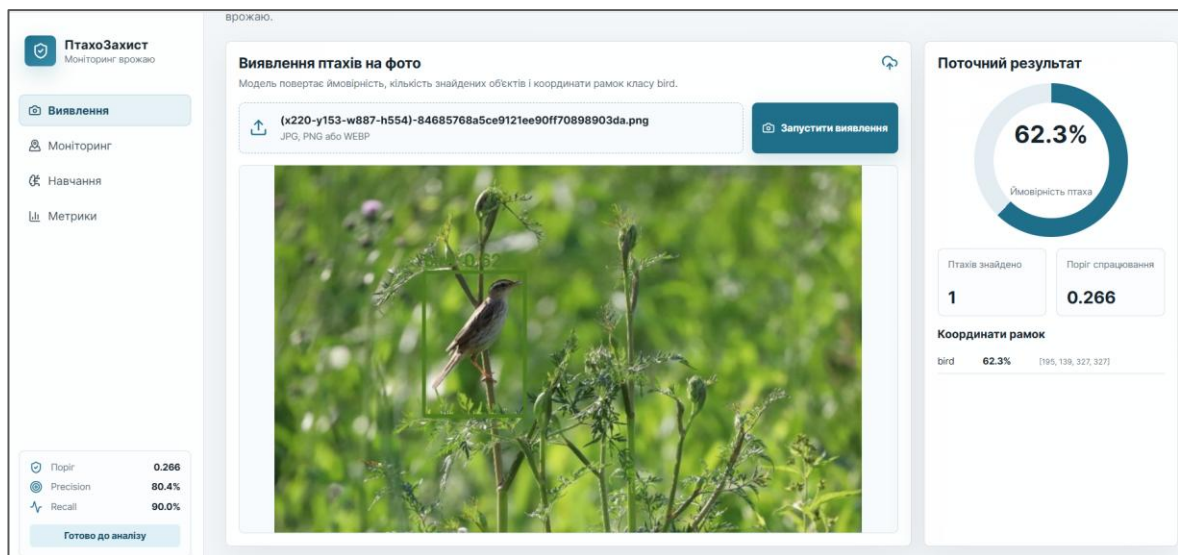 врожаю.
ПтахоЗахист
Моніторинг врожаю
Виявлення
Моніторинг
Навчання
Метрики
Поріг 0.266
Precision 80.4%
Recall 90.0%
Готово до аналізу
Виявлення птахів на фото
Модель повертає ймовірність, кількість знайдених об'єктів і координати рамок класу bird.
(x220-y153-w887-h554)-84685768a5ce9121ee90ff70898903da.png
JPG, PNG або WEBP
Запустити виявлення
0.62
Поточний результат
62.3%
Ймовірність птаха
Птахів знайдено
1
Поріг спрацювання
0.266
Координати рамок
bird 62.3% [195, 139, 327, 327]